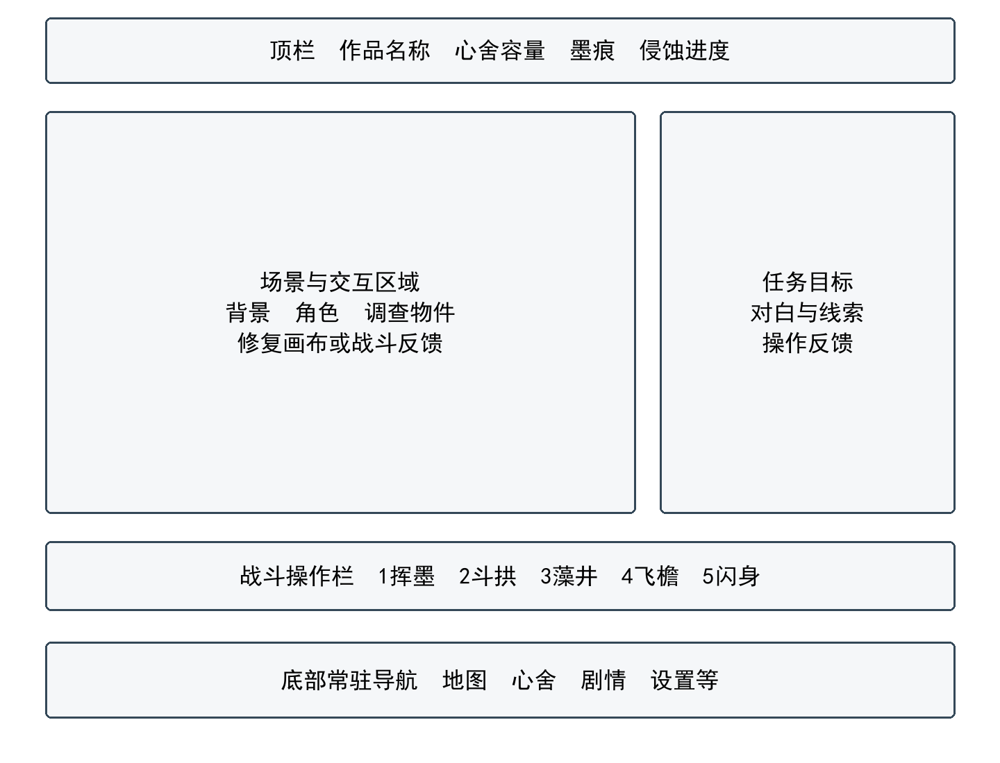 顶栏　作品名称　心舍容量　墨痕　侵蚀进度
场景与交互区域
背景　角色　调查物件
修复画布或战斗反馈
任务目标
对白与线索
操作反馈
战斗操作栏　1挥墨　2斗拱　3藻井　4飞檐　5闪身
底部常驻导航　地图　心舍　剧情　设置等